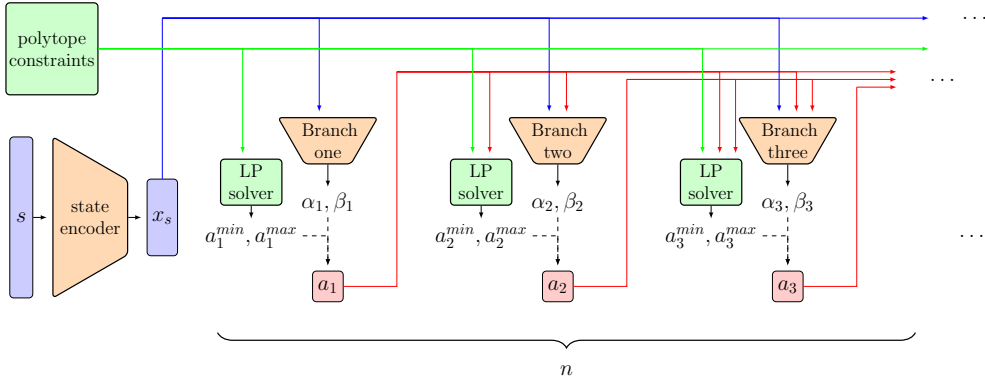 polytope
constraints
. . .
. . .
s
state
encoder
x_s
LP
solver
Branch
one
α_1, β_1
a_1^{min}, a_1^{max}
a_1
LP
solver
Branch
two
α_2, β_2
a_2^{min}, a_2^{max}
a_2
LP
solver
Branch
three
α_3, β_3
a_3^{min}, a_3^{max}
a_3
. . .
n